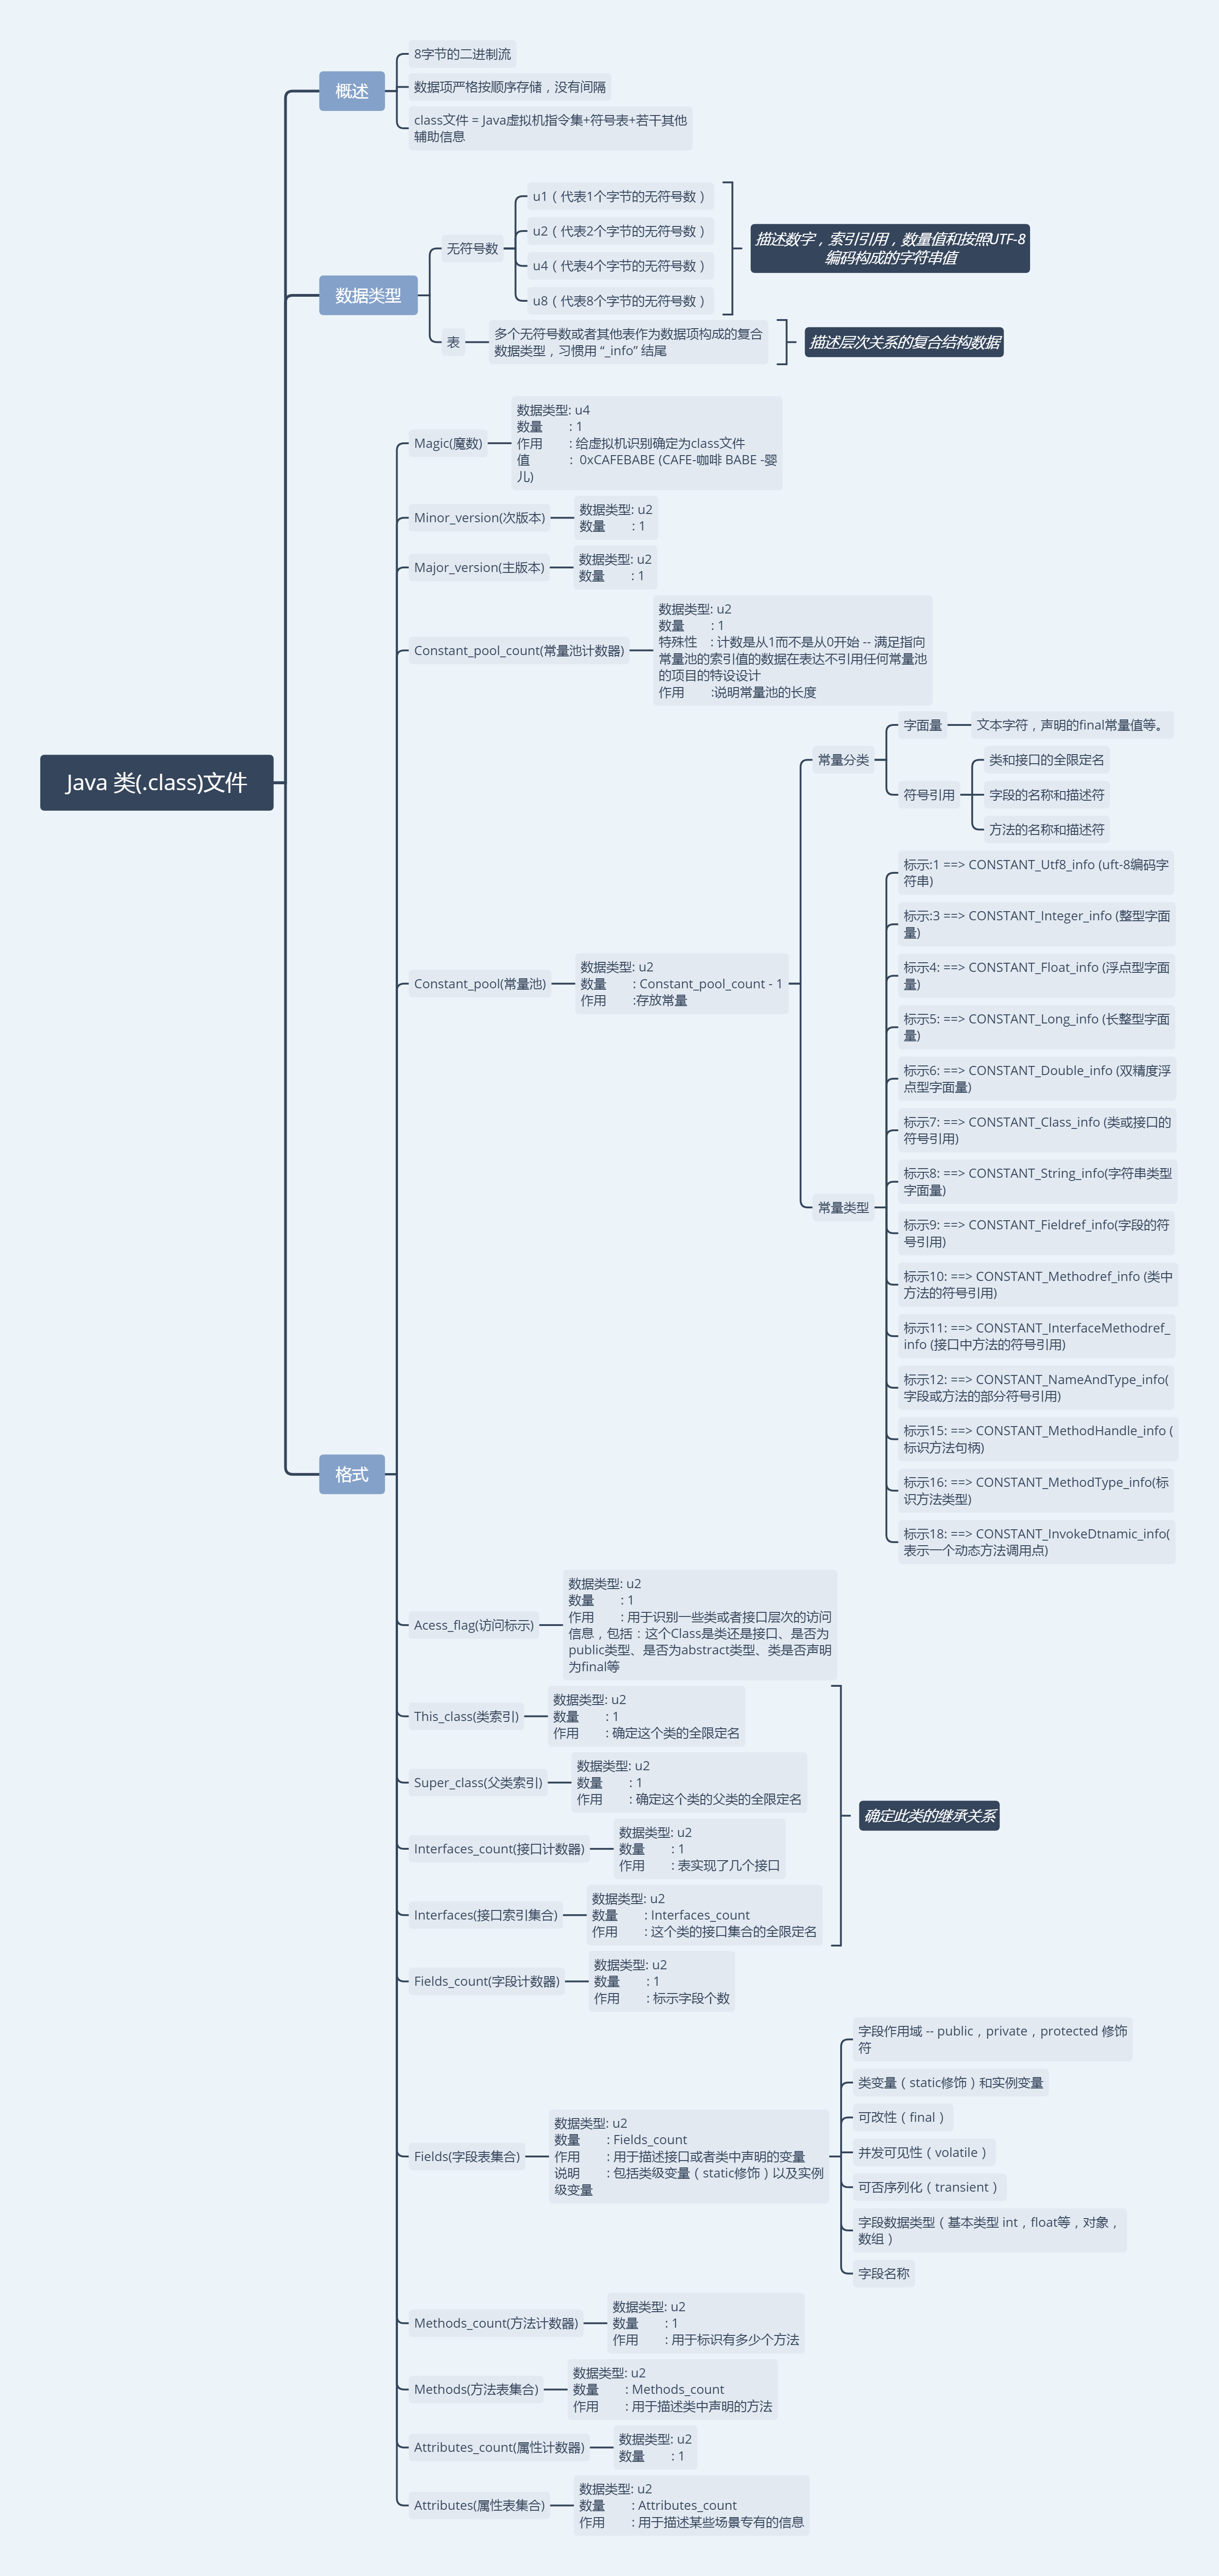 Java 类(.class)文件
概述
8字节的二进制流
数据项严格按顺序存储，没有间隔
class文件 = Java虚拟机指令集+符号表+若干其他
辅助信息
数据类型
无符号数
u1（代表1个字节的无符号数）
u2（代表2个字节的无符号数）
u4（代表4个字节的无符号数）
u8（代表8个字节的无符号数）
描述数字，索引引用，数量值和按照UTF-8
编码构成的字符串值
表
多个无符号数或者其他表作为数据项构成的复合
数据类型，习惯用 “_info” 结尾
描述层次关系的复合结构数据
格式
Magic(魔数)
数据类型: u4
数量 : 1
作用 : 给虚拟机识别确定为class文件
值 : 0xCAFEBABE (CAFE-咖啡 BABE -婴
儿)
Minor_version(次版本)
数据类型: u2
数量 : 1
Major_version(主版本)
数据类型: u2
数量 : 1
Constant_pool_count(常量池计数器)
数据类型: u2
数量 : 1
特殊性 : 计数是从1而不是从0开始 -- 满足指向
常量池的索引值的数据在表达不引用任何常量池
的项目的特设设计
作用 :说明常量池的长度
Constant_pool(常量池)
数据类型: u2
数量 : Constant_pool_count - 1
作用 :存放常量
常量分类
字面量
文本字符，声明的final常量值等。
符号引用
类和接口的全限定名
字段的名称和描述符
方法的名称和描述符
常量类型
标示:1 ==> CONSTANT_Utf8_info (uft-8编码字
符串)
标示:3 ==> CONSTANT_Integer_info (整型字面
量)
标示4: ==> CONSTANT_Float_info (浮点型字面
量)
标示5: ==> CONSTANT_Long_info (长整型字面
量)
标示6: ==> CONSTANT_Double_info (双精度浮
点型字面量)
标示7: ==> CONSTANT_Class_info (类或接口的
符号引用)
标示8: ==> CONSTANT_String_info(字符串类型
字面量)
标示9: ==> CONSTANT_Fieldref_info(字段的符
号引用)
标示10: ==> CONSTANT_Methodref_info (类中
方法的符号引用)
标示11: ==> CONSTANT_InterfaceMethodref_
info (接口中方法的符号引用)
标示12: ==> CONSTANT_NameAndType_info(
字段或方法的部分符号引用)
标示15: ==> CONSTANT_MethodHandle_info (
标识方法句柄)
标示16: ==> CONSTANT_MethodType_info(标
识方法类型)
标示18: ==> CONSTANT_InvokeDtnamic_info(
表示一个动态方法调用点)
Acess_flag(访问标示)
数据类型: u2
数量 : 1
作用 : 用于识别一些类或者接口层次的访问
信息，包括：这个Class是类还是接口、是否为
public类型、是否为abstract类型、类是否声明
为final等
This_class(类索引)
数据类型: u2
数量 : 1
作用 : 确定这个类的全限定名
Super_class(父类索引)
数据类型: u2
数量 : 1
作用 : 确定这个类的父类的全限定名
Interfaces_count(接口计数器)
数据类型: u2
数量 : 1
作用 : 表实现了几个接口
Interfaces(接口索引集合)
数据类型: u2
数量 : Interfaces_count
作用 : 这个类的接口集合的全限定名
确定此类的继承关系
Fields_count(字段计数器)
数据类型: u2
数量 : 1
作用 : 标示字段个数
Fields(字段表集合)
数据类型: u2
数量 : Fields_count
作用 : 用于描述接口或者类中声明的变量
说明 : 包括类级变量（static修饰）以及实例
级变量
字段作用域 -- public，private，protected 修饰
符
类变量（static修饰）和实例变量
可改性（final）
并发可见性（volatile）
可否序列化（transient）
字段数据类型（基本类型 int，float等，对象，
数组）
字段名称
Methods_count(方法计数器)
数据类型: u2
数量 : 1
作用 : 用于标识有多少个方法
Methods(方法表集合)
数据类型: u2
数量 : Methods_count
作用 : 用于描述类中声明的方法
Attributes_count(属性计数器)
数据类型: u2
数量 : 1
Attributes(属性表集合)
数据类型: u2
数量 : Attributes_count
作用 : 用于描述某些场景专有的信息